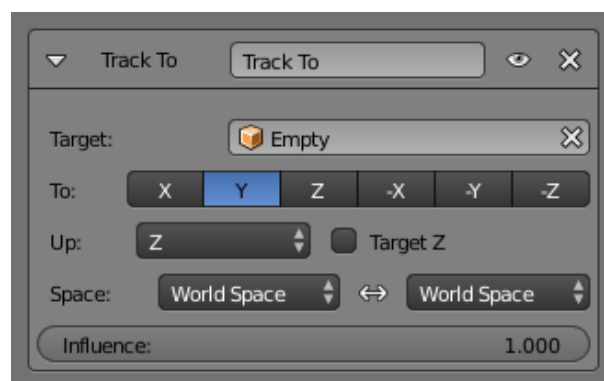 Track To Track To
Target: Empty
To: X Y Z -X -Y -Z
Up: Z Target Z
Space: World Space World Space
Influence: 1.000